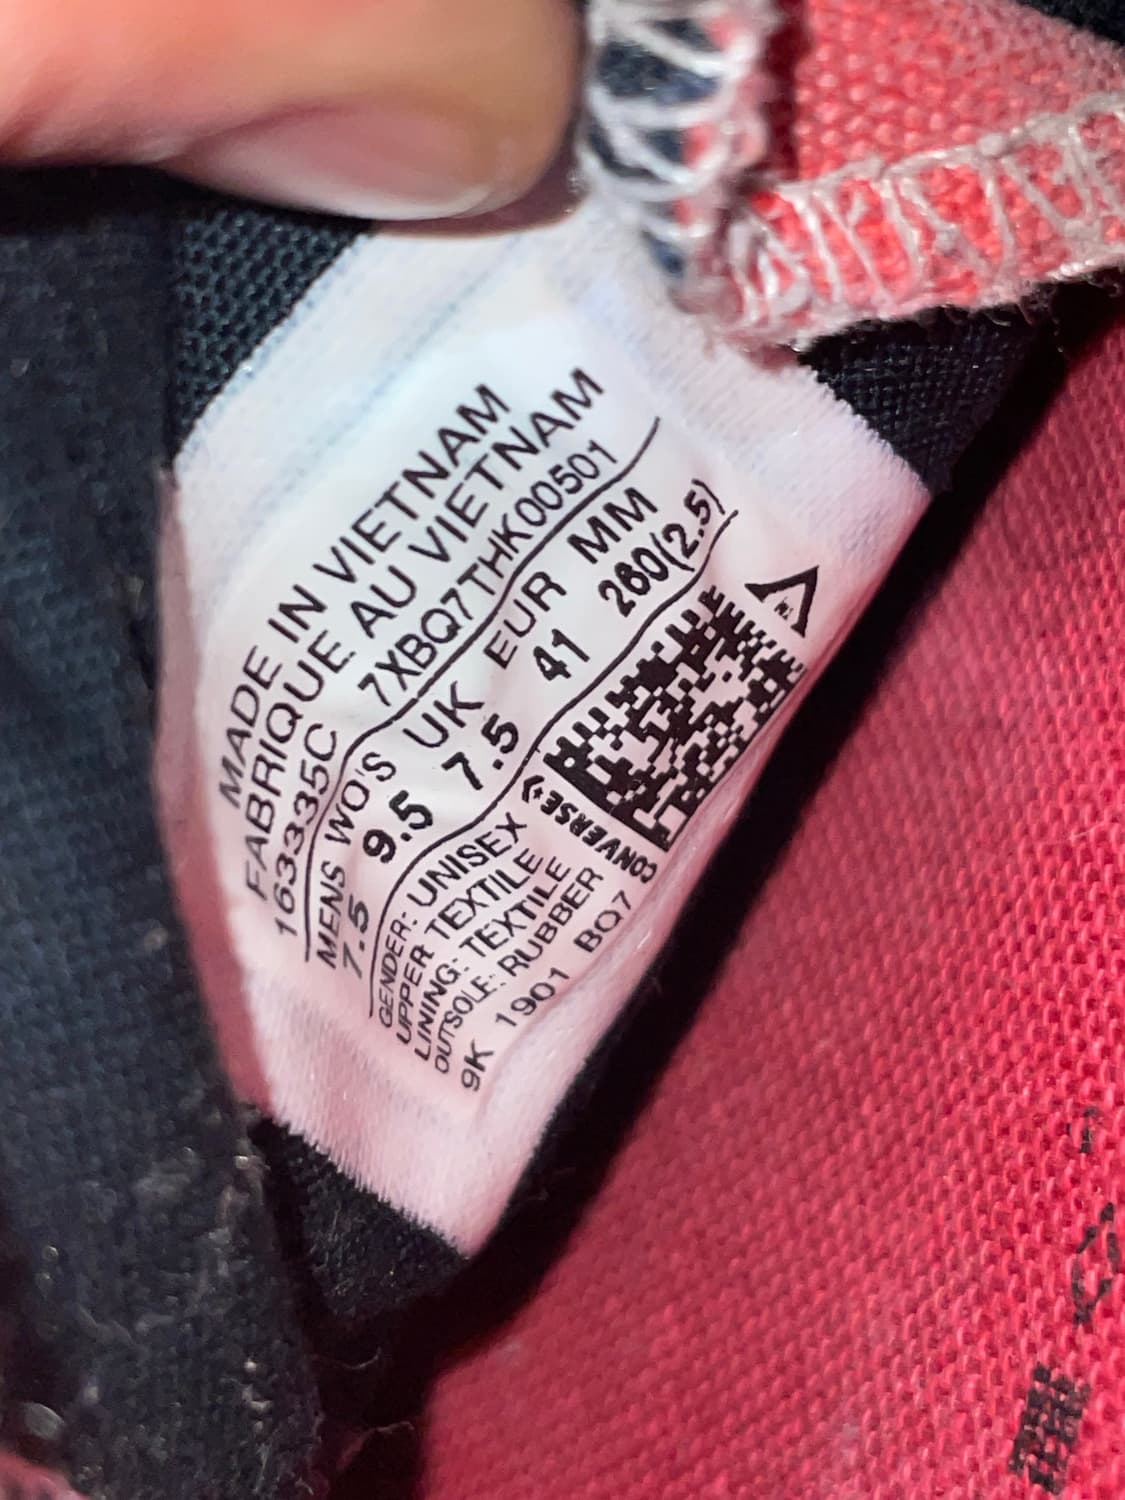 MADE IN VIETNAM
FABRIQUE AU VIETNAM
163335C 7XBQ7THK00501
MENS WO'S UK EUR MM
7.5 9.5 7.5 41 260(2.5)
GENDER: UNISEX
UPPER: TEXTILE
LINING: TEXTILE
OUTSOLE: RUBBER
9K 1901 BQ7 03
CONVERSE